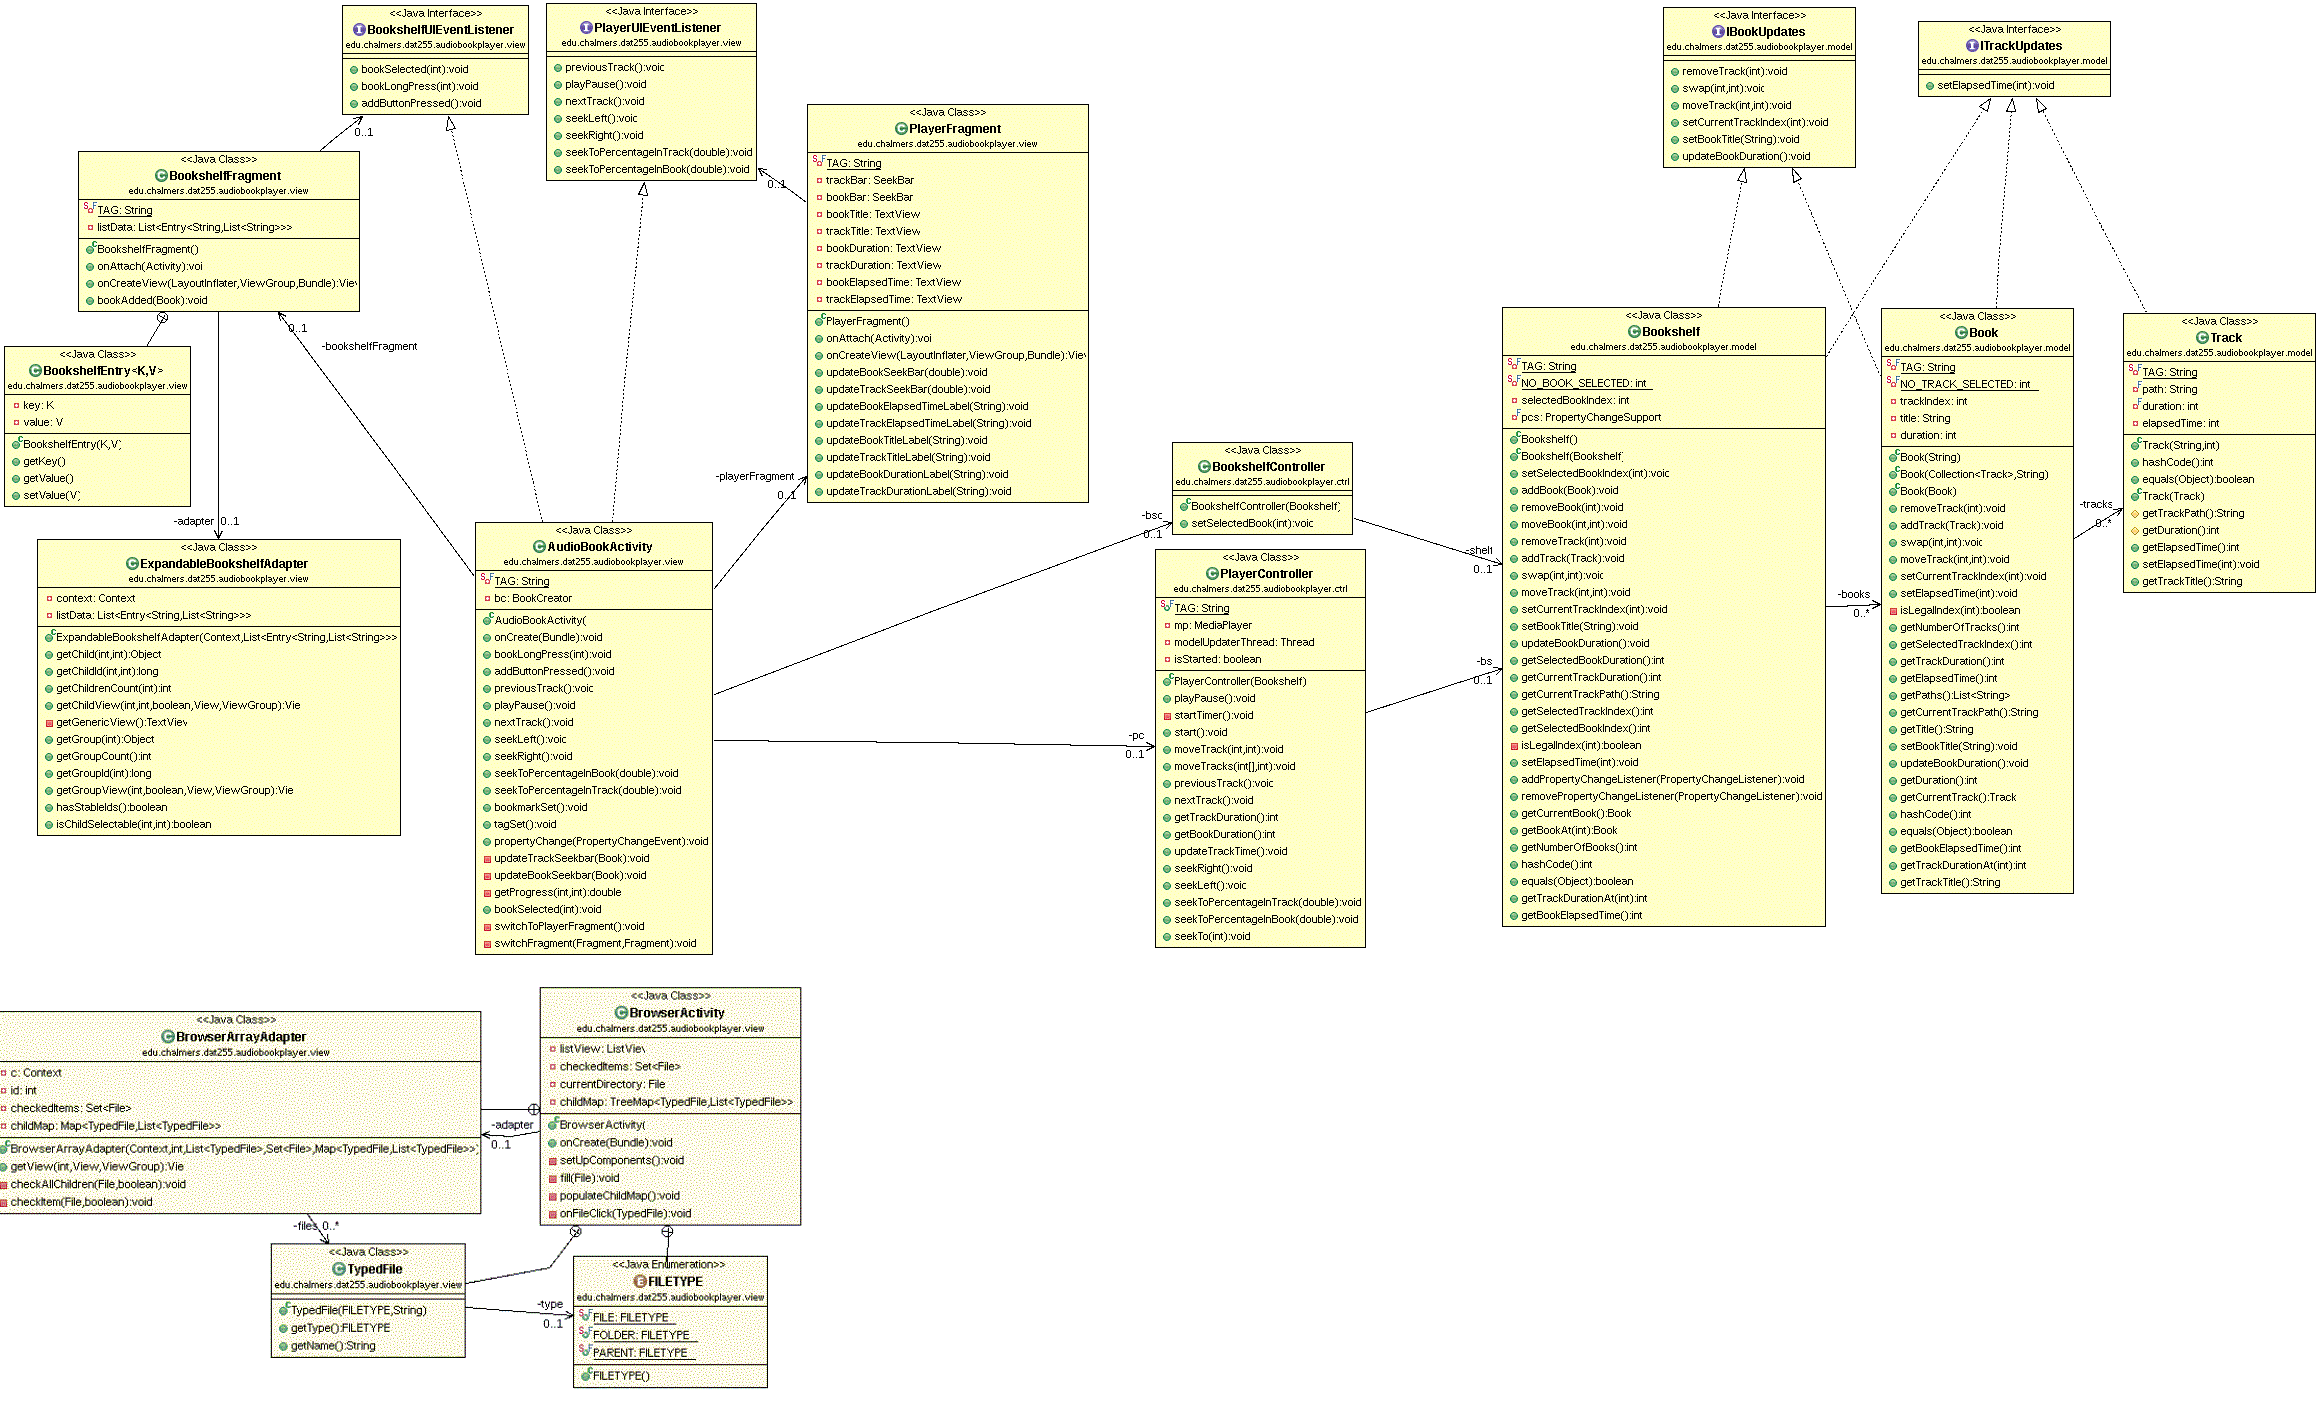 <<Java Interface>>
BookshelfUIEventListener
edu.chalmers.dat255.audiobookplayer.view
bookSelected(int):void
bookLongPress(int):void
addButtonPressed():void
<<Java Interface>>
PlayerUIEventListener
edu.chalmers.dat255.audiobookplayer.view
previousTrack():voic
playPause():void
nextTrack():void
seekLeft():voic
seekRight():void
seekToPercentageInTrack(double):void
seekToPercentageInBook(double):void
<<Java Interface>>
IBookUpdates
edu.chalmers.dat255.audiobookplayer.model
removeTrack(int):void
swap(int,int):voic
moveTrack(int,int):void
setCurrentTrackIndex(int):void
setBookTitle(String):void
updateBookDuration():void
<<Java Interface>>
ITrackUpdates
edu.chalmers.dat255.audiobookplayer.model
setElapsedTime(int):void
0..1
<<Java Class>>
BookshelfFragment
edu.chalmers.dat255.audiobookplayer.view
TAG: String
listData: List<Entry<String,List<String>>>
BookshelfFragment()
onAttach(Activity):voi
onCreateView(LayoutInflater,ViewGroup,Bundle):Viev
bookAdded(Book):void
0..1
<<Java Class>>
PlayerFragment
edu.chalmers.dat255.audiobookplayer.view
TAG: String
trackBar: SeekBar
bookBar: SeekBar
bookTitle: TextView
trackTitle: TextView
bookDuration: TextView
trackDuration: TextView
bookElapsedTime: TextView
trackElapsedTime: TextView
PlayerFragment()
onAttach(Activity):voi
onCreateView(LayoutInflater,ViewGroup,Bundle):Viev
updateBookSeekBar(double):void
updateTrackSeekBar(double):void
updateBookElapsedTimeLabel(String):void
updateTrackElapsedTimeLabel(String):void
updateBookTitleLabel(String):void
updateTrackTitleLabel(String):void
updateBookDurationLabel(String):void
updateTrackDurationLabel(String):void
0..1
-bookshelfFragment
<<Java Class>>
BookshelfEntry<K,V>
edu.chalmers.dat255.audiobookplayer.view
key: K
value: V
BookshelfEntry(K,V)
getKey()
getValue()
setValue(V)
-adapter 0..1
<<Java Class>>
ExpandableBookshelfAdapter
edu.chalmers.dat255.audiobookplayer.view
context: Context
listData: List<Entry<String,List<String>>>
ExpandableBookshelfAdapter(Context,List<Entry<String,List<String>>>
getChild(int,int):Object
getChildId(int,int):long
getChildrenCount(int):int
getChildView(int,int,boolean,View,ViewGroup):Vie
getGenericView():TextViev
getGroup(int):Object
getGroupCount():int
getGroupId(int):long
getGroupView(int,boolean,View,ViewGroup):Vie
hasStableIds():boolean
isChildSelectable(int,int):boolean
-playerFragment
0..1
<<Java Class>>
AudioBookActivity
edu.chalmers.dat255.audiobookplayer.view
TAG: String
bc: BookCreator
AudioBookActivity(
onCreate(Bundle):void
bookLongPress(int):void
addButtonPressed():void
previousTrack():voic
playPause():void
nextTrack():void
seekLeft():voic
seekRight():void
seekToPercentageInBook(double):void
seekToPercentageInTrack(double):void
bookmarkSet():void
tagSet():void
propertyChange(PropertyChangeEvent):void
updateTrackSeekbar(Book):void
updateBookSeekbar(Book):void
getProgress(int,int):double
bookSelected(int):void
switchToPlayerFragment():void
switchFragment(Fragment,Fragment):void
-bsc
0..1
<<Java Class>>
BookshelfController
edu.chalmers.dat255.audiobookplayer.ctrl
BookshelfController(Bookshelf)
setSelectedBook(int):voic
-pc
0..1
<<Java Class>>
PlayerController
edu.chalmers.dat255.audiobookplayer.ctrl
TAG: String
mp: MediaPlayer
modelUpdaterThread: Thread
isStarted: boolean
PlayerController(Bookshelf)
playPause():void
startTimer():void
start():void
moveTrack(int,int):void
moveTracks(int[],int):void
previousTrack():voic
nextTrack():void
getTrackDuration():int
getBookDuration():int
updateTrackTime():void
seekRight():void
seekLeft():voic
seekToPercentageInTrack(double):void
seekToPercentageInBook(double):void
seekTo(int):void
-shelf
0..1
-bs
0..1
<<Java Class>>
Bookshelf
edu.chalmers.dat255.audiobookplayer.model
TAG: String
NO_BOOK_SELECTED: int
selectedBookIndex: int
pcs: PropertyChangeSupport
Bookshelf()
Bookshelf(Bookshelf)
setSelectedBookIndex(int):voic
addBook(Book):void
removeBook(int):void
moveBook(int,int):void
removeTrack(int):void
addTrack(Track):void
swap(int,int):voic
moveTrack(int,int):void
setCurrentTrackIndex(int):void
setBookTitle(String):void
updateBookDuration():void
getSelectedBookDuration():int
getCurrentTrackDuration():int
getCurrentTrackPath():String
getSelectedTrackIndex():int
getSelectedBookIndex():int
isLegalIndex(int):boolean
setElapsedTime(int):void
addPropertyChangeListener(PropertyChangeListener):void
removePropertyChangeListener(PropertyChangeListener):void
getCurrentBook():Book
getBookAt(int):Book
getNumberOfBooks():int
hashCode():int
equals(Object):boolean
getTrackDurationAt(int):int
getBookElapsedTime():int
-books
0..*
<<Java Class>>
Book
edu.chalmers.dat255.audiobookplayer.model
TAG: String
NO_TRACK_SELECTED: int
trackIndex: int
title: String
duration: int
Book(String)
Book(Collection<Track>,String)
Book(Book)
removeTrack(int):void
addTrack(Track):void
swap(int,int):voic
moveTrack(int,int):void
setCurrentTrackIndex(int):void
setElapsedTime(int):void
isLegalIndex(int):boolean
getNumberOfTracks():int
getSelectedTrackIndex():int
getTrackDuration():int
getElapsedTime():int
getPaths():List<String>
getCurrentTrackPath():String
getTitle():String
setBookTitle(String):void
updateBookDuration():void
getDuration():int
getCurrentTrack():Track
hashCode():int
equals(Object):boolean
getBookElapsedTime():int
getTrackDurationAt(int):int
getTrackTitle():String
-tracks
0..*
<<Java Class>>
Track
edu.chalmers.dat255.audiobookplayer.model
TAG: String
path: String
duration: int
elapsedTime: int
Track(String,int)
hashCode():int
equals(Object):boolean
Track(Track)
getTrackPath():String
getDuration():int
getElapsedTime():int
setElapsedTime(int):void
getTrackTitle():String
<<Java Class>>
BrowserArrayAdapter
edu.chalmers.dat255.audiobookplayer.view
c: Context
id: int
checkedItems: Set<File>
childMap: Map<TypedFile,List<TypedFile>>
BrowserArrayAdapter(Context,int,List<TypedFile>,Set<File>,Map<TypedFile,List<TypedFile>>)
getView(int,View,ViewGroup):Vie
checkAllChildren(File,boolean):void
checkItem(File,boolean):void
-adapter
0..1
<<Java Class>>
BrowserActivity
edu.chalmers.dat255.audiobookplayer.view
listView: ListViev
checkedItems: Set<File>
currentDirectory: File
childMap: TreeMap<TypedFile,List<TypedFile>>
BrowserActivity(
onCreate(Bundle):void
setUpComponents():void
fill(File):void
populateChildMap():void
onFileClick(TypedFile):void
-files 0..*
<<Java Class>>
TypedFile
edu.chalmers.dat255.audiobookplayer.view
TypedFile(FILETYPE,String)
getType():FILETYPE
getName():String
-type
0..1
<<Java Enumeration>>
FILETYPE
edu.chalmers.dat255.audiobookplayer.view
FILE: FILETYPE
FOLDER: FILETYPE
PARENT: FILETYPE
FILETYPE()